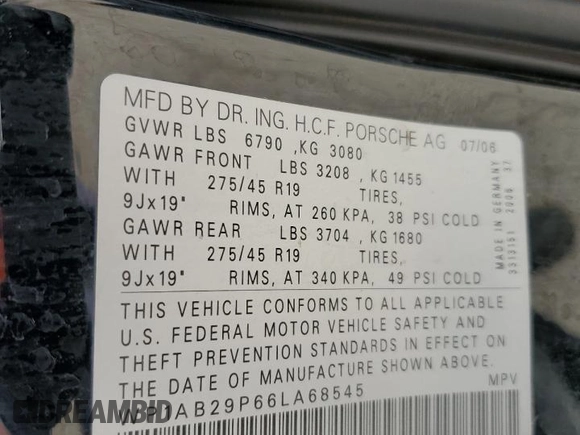 MFD BY DR. ING. H.C.F. PORSCHE AG 07/06
GVWR LBS 6790 ,KG 3080
GAWR FRONT LBS 3208 ,KG 1455
WITH 275/45 R19 TIRES,
9Jx19" RIMS, AT 260 KPA, 38 PSI COLD
GAWR REAR LBS 3704 ,KG 1680
WITH 275/45 R19 TIRES,
9Jx19" RIMS, AT 340 KPA, 49 PSI COLD
THIS VEHICLE CONFORMS TO ALL APPLICABLE
U.S. FEDERAL MOTOR VEHICLE SAFETY AND
THEFT PREVENTION STANDARDS IN EFFECT ON
THE DATE OF MANUFACTURE SHOWN ABOVE.
WP1AB29P66LA68545 MPV
MADE IN GERMANY
3313151 2006 37
DREAMBID